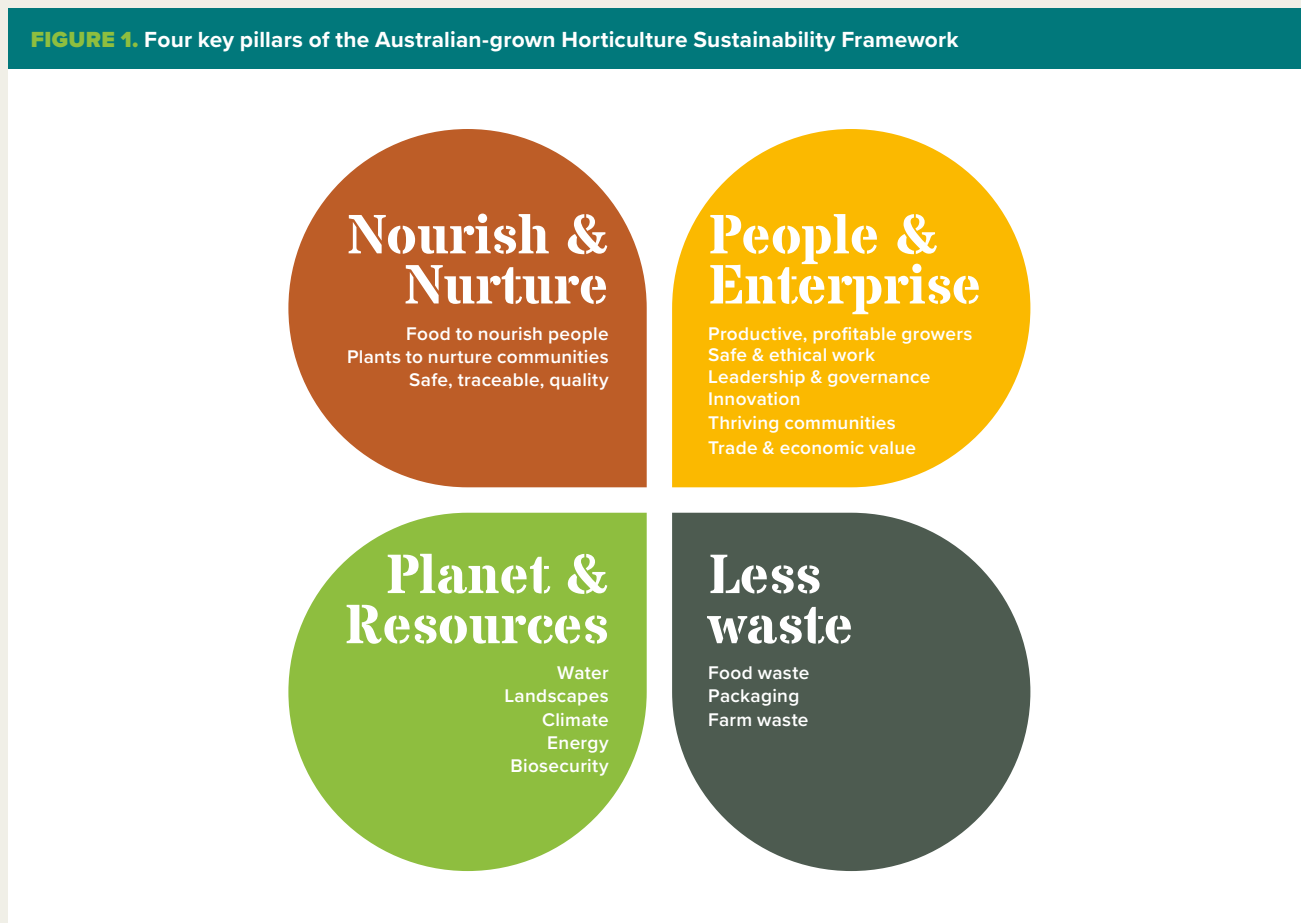 FIGURE 1. Four key pillars of the Australian-grown Horticulture Sustainability Framework
Nourish &
Nurture
Food to nourish people
Plants to nurture communities
Safe, traceable, quality
People &
Enterprise
Productive, profitable growers
Safe & ethical work
Leadership & governance
Innovation
Thriving communities
Trade & economic value
Planet &
Resources
Water
Landscapes
Climate
Energy
Biosecurity
Less
waste
Food waste
Packaging
Farm waste